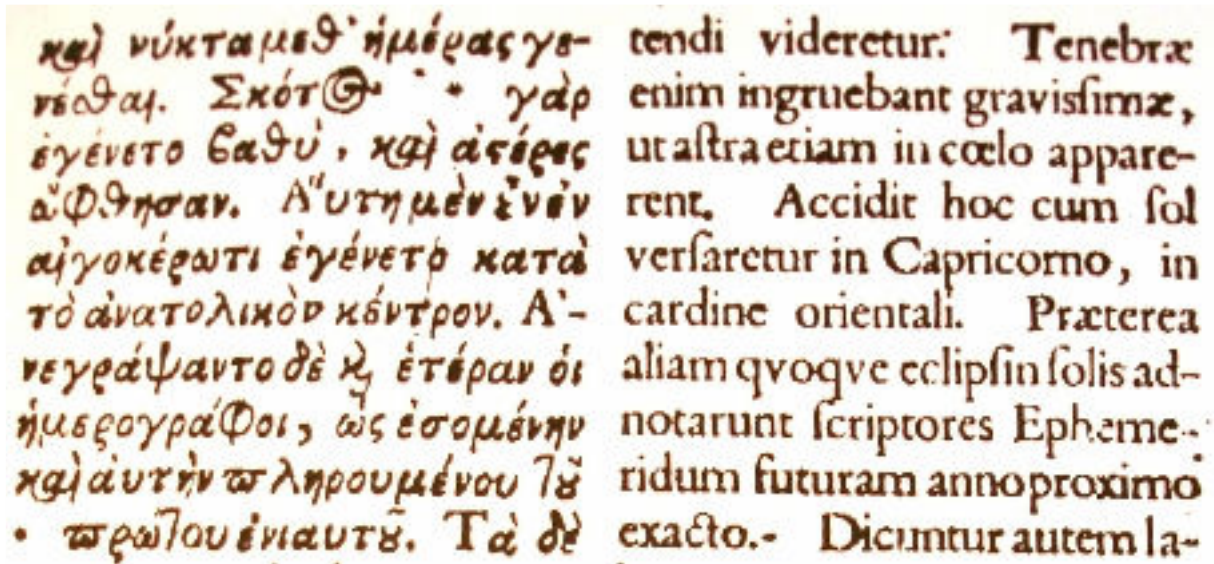 καὶ νύκτα μεθ' ἡμέρας γε-
νέσθαι. Σκότος γὰρ
ἐγένετο βαθὺ, καὶ ἀστέρες
ὤφθησαν. Αὕτη μὲν ἓν ἐν
αἰγοκέρωτι ἐγένετο κατὰ
τὸ ἀνατολικὸν κέντρον. Ἀ-
νεγράψαντο δὲ καὶ ἑτέραν οἱ
ἡμερογράφοι, ὡς ἐσομένην
καὶ αὐτὴν πληρουμένου τοῦ
πρώτου ἐνιαυτοῦ. Τὰ δὲ
tendi videretur: Tenebræ
enim ingruebant gravisſimæ,
ut aſtra etiam in cœlo appare-
rent. Accidit hoc cum ſol
verſaretur in Capricorno, in
cardine orientali. Præterea
aliam qvoqve eclipſin ſolis ad-
notarunt ſcriptores Epheme-
ridum futuram anno proximo
exacto.- Dicuntur autem la-